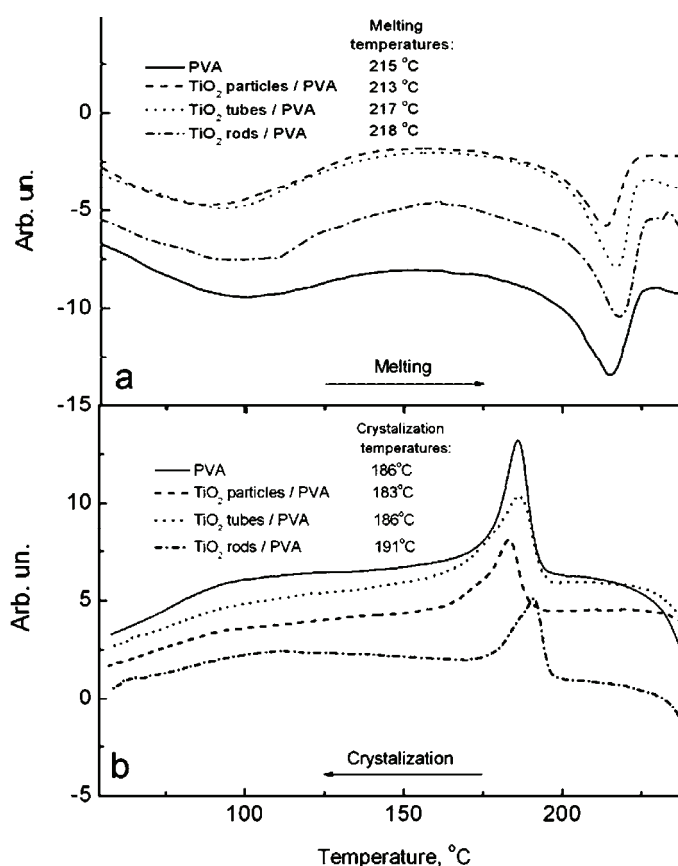 Melting
temperatures:
PVA 215 °C
TiO₂ particles / PVA 213 °C
TiO₂ tubes / PVA 217 °C
TiO₂ rods / PVA 218 °C
0
-5
-10
-15
Arb. un.
a
Melting
Crystalization
temperatures:
PVA 186°C
TiO₂ particles / PVA 183°C
TiO₂ tubes / PVA 186°C
TiO₂ rods / PVA 191°C
10
5
0
-5
Arb. un.
b
Crystalization
100 150 200
Temperature, °C